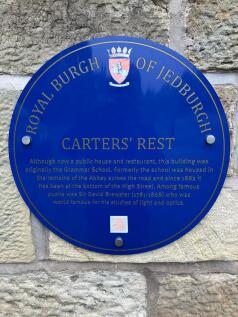 ROYAL BURGH OF JEDBURGH
CARTERS' REST
Although now a public house and restaurant, this building was
originally the Grammar School. Formerly the school was housed in
the remains of the Abbey across the road and since 1882 it
has been at the bottom of the High Street. Among famous
pupils was Sir David Brewster (1781-1868) who was
world famous for his studies of light and optics.